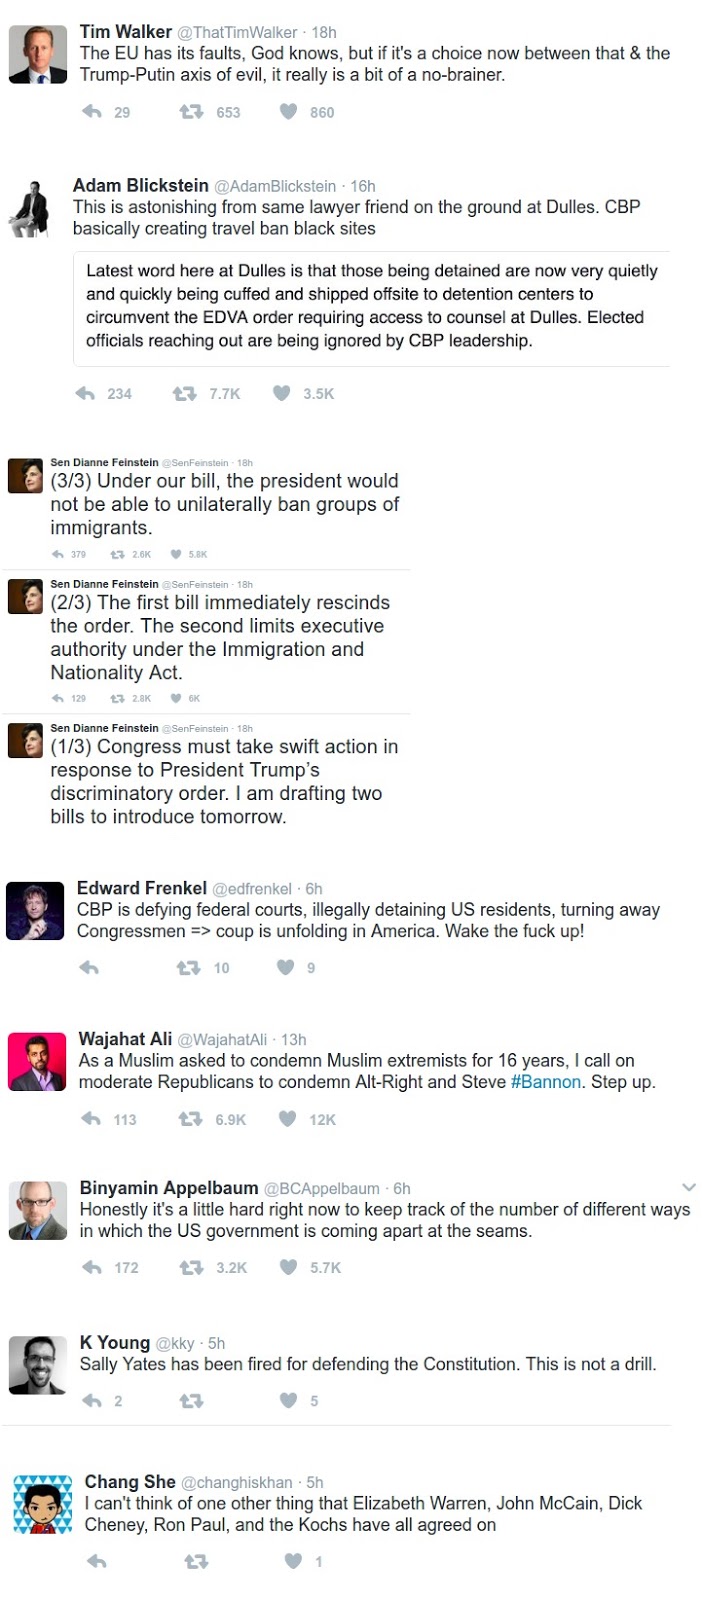 Tim Walker @ThatTimWalker · 18h
The EU has its faults, God knows, but if it's a choice now between that & the
Trump-Putin axis of evil, it really is a bit of a no-brainer.
29 653 860
Adam Blickstein @AdamBlickstein · 16h
This is astonishing from same lawyer friend on the ground at Dulles. CBP
basically creating travel ban black sites
Latest word here at Dulles is that those being detained are now very quietly
and quickly being cuffed and shipped offsite to detention centers to
circumvent the EDVA order requiring access to counsel at Dulles. Elected
officials reaching out are being ignored by CBP leadership.
234 7.7K 3.5K
Sen Dianne Feinstein @SenFeinstein · 18h
(3/3) Under our bill, the president would
not be able to unilaterally ban groups of
immigrants.
379 2.6K 5.8K
Sen Dianne Feinstein @SenFeinstein · 18h
(2/3) The first bill immediately rescinds
the order. The second limits executive
authority under the Immigration and
Nationality Act.
129 2.8K 6K
Sen Dianne Feinstein @SenFeinstein · 18h
(1/3) Congress must take swift action in
response to President Trump's
discriminatory order. I am drafting two
bills to introduce tomorrow.
Edward Frenkel @edfrenkel · 6h
CBP is defying federal courts, illegally detaining US residents, turning away
Congressmen => coup is unfolding in America. Wake the fuck up!
10 9
Wajahat Ali @WajahatAli · 13h
As a Muslim asked to condemn Muslim extremists for 16 years, I call on
moderate Republicans to condemn Alt-Right and Steve #Bannon. Step up.
113 6.9K 12K
Binyamin Appelbaum @BCAppelbaum · 6h
Honestly it's a little hard right now to keep track of the number of different ways
in which the US government is coming apart at the seams.
172 3.2K 5.7K
K Young @kky · 5h
Sally Yates has been fired for defending the Constitution. This is not a drill.
2 5
Chang She @changhiskhan · 5h
I can't think of one other thing that Elizabeth Warren, John McCain, Dick
Cheney, Ron Paul, and the Kochs have all agreed on
1